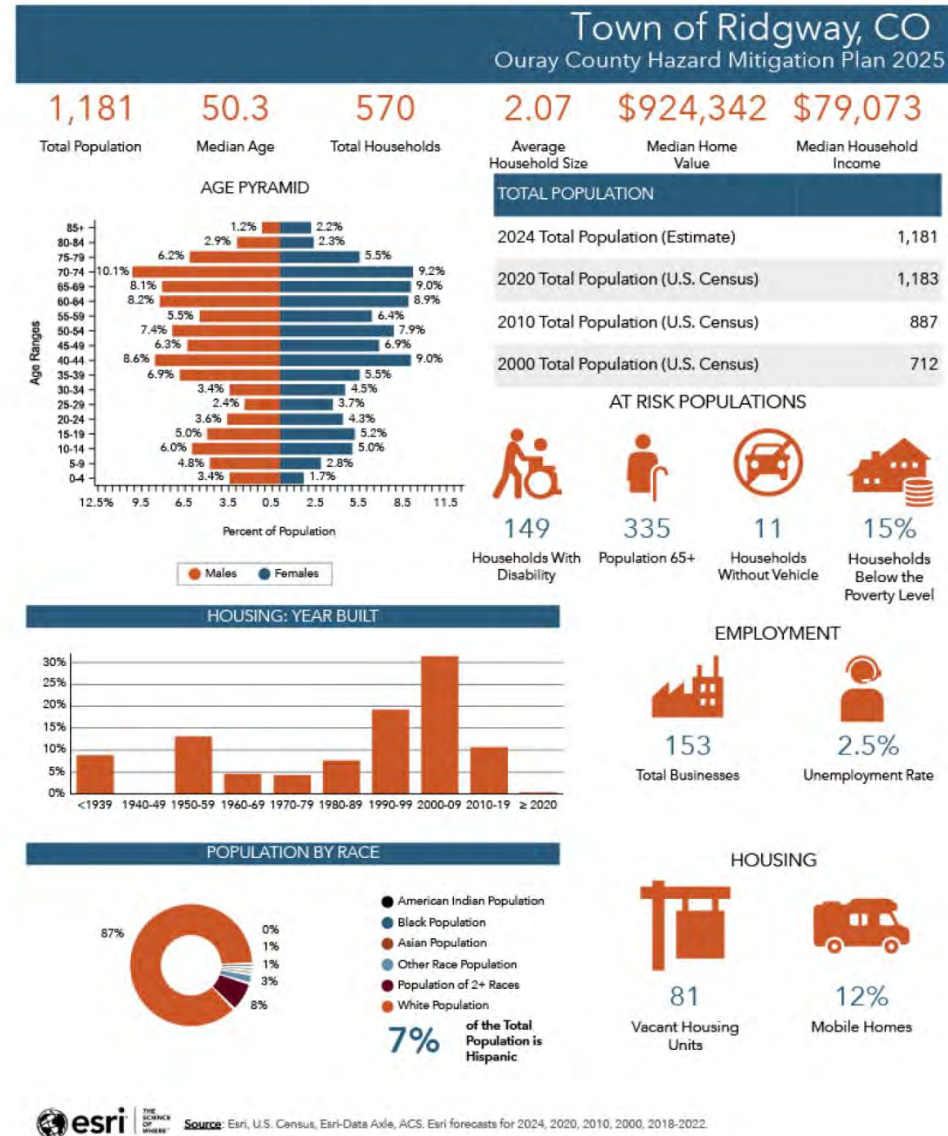 Town of Ridgway, CO
Ouray County Hazard Mitigation Plan 2025
1,181
Total Population
50.3
Median Age
570
Total Households
2.07
Average
Household Size
$924,342
Median Home
Value
$79,073
Median Household
Income
AGE PYRAMID
Age Ranges
85+ 1.2% 2.2%
80-84 2.9% 2.3%
75-79 6.2% 5.5%
70-74 10.1% 9.2%
65-69 8.1% 9.0%
60-64 8.2% 8.9%
55-59 5.5% 6.4%
50-54 7.4% 7.9%
45-49 6.3% 6.9%
40-44 8.6% 9.0%
35-39 6.9% 5.5%
30-34 3.4% 4.5%
25-29 2.4% 3.7%
20-24 3.6% 4.3%
15-19 5.0% 5.2%
10-14 6.0% 5.0%
5-9 4.8% 2.8%
0-4 3.4% 1.7%
12.5% 9.5 6.5 3.5 0.5 2.5 5.5 8.5 11.5
Percent of Population
Males Females
TOTAL POPULATION
2024 Total Population (Estimate) 1,181
2020 Total Population (U.S. Census) 1,183
2010 Total Population (U.S. Census) 887
2000 Total Population (U.S. Census) 712
AT RISK POPULATIONS
149
Households With
Disability
335
Population 65+
11
Households
Without Vehicle
15%
Households
Below the
Poverty Level
HOUSING: YEAR BUILT
30%
25%
20%
15%
10%
5%
0%
<1939 1940-49 1950-59 1960-69 1970-79 1980-89 1990-99 2000-09 2010-19 ≥ 2020
EMPLOYMENT
153
Total Businesses
2.5%
Unemployment Rate
POPULATION BY RACE
87%
0%
1%
1%
3%
8%
American Indian Population
Black Population
Asian Population
Other Race Population
Population of 2+ Races
White Population
7%
of the Total
Population is
Hispanic
HOUSING
81
Vacant Housing
Units
12%
Mobile Homes
esri
THE
SCIENCE
OF
WHERE
Source: Esri, U.S. Census, Esri-Data Axle, ACS. Esri forecasts for 2024, 2020, 2010, 2000, 2018-2022.